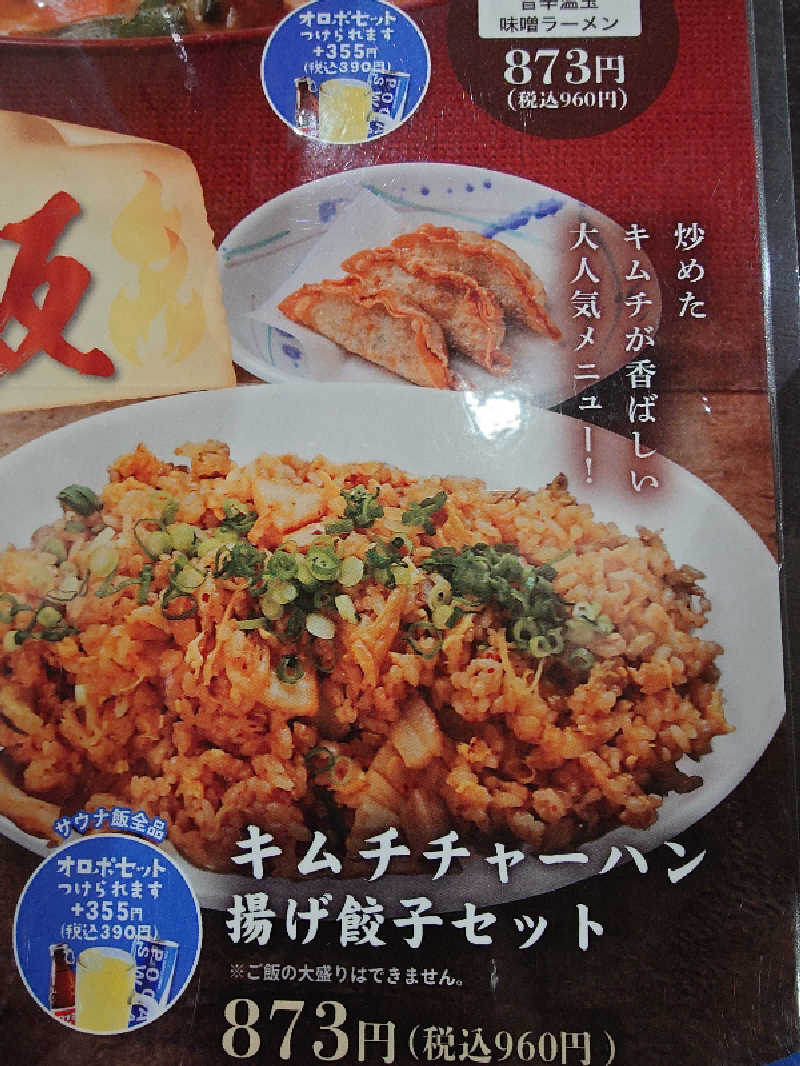 オロポセット
つけられます
+355円
(税込390円)
味噌ラーメン
873円
(税込960円)
飯
炒めた
キムチが香ばしい
大人気メニュー!
サウナ飯全品
オロポセット
つけられます
+355円
(税込390円)
キムチチャーハン
揚げ餃子セット
※ご飯の大盛りはできません。
873円(税込960円)